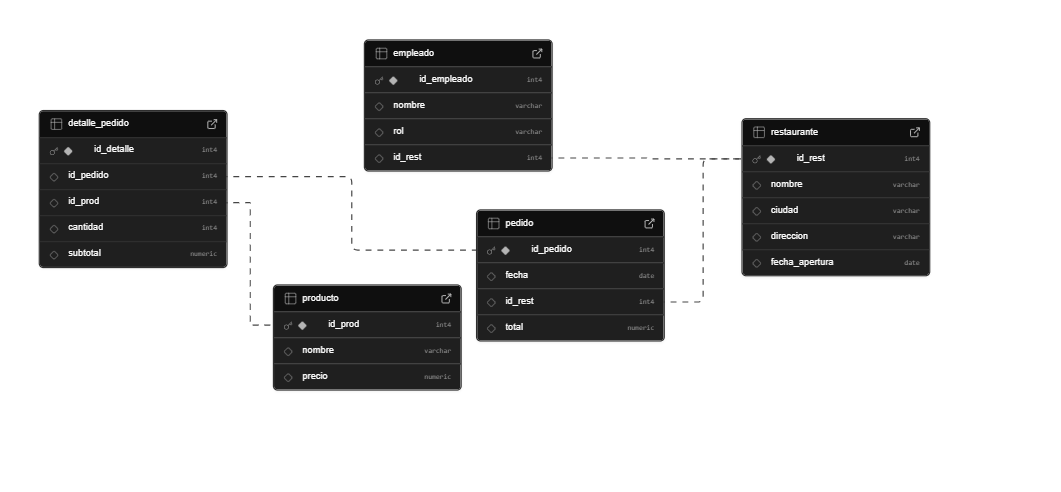 empleado
id_empleado int4
nombre varchar
rol varchar
id_rest int4
detalle_pedido
id_detalle int4
id_pedido int4
id_prod int4
cantidad int4
subtotal numeric
restaurante
id_rest int4
nombre varchar
ciudad varchar
direccion varchar
fecha_apertura date
pedido
id_pedido int4
fecha date
id_rest int4
total numeric
producto
id_prod int4
nombre varchar
precio numeric